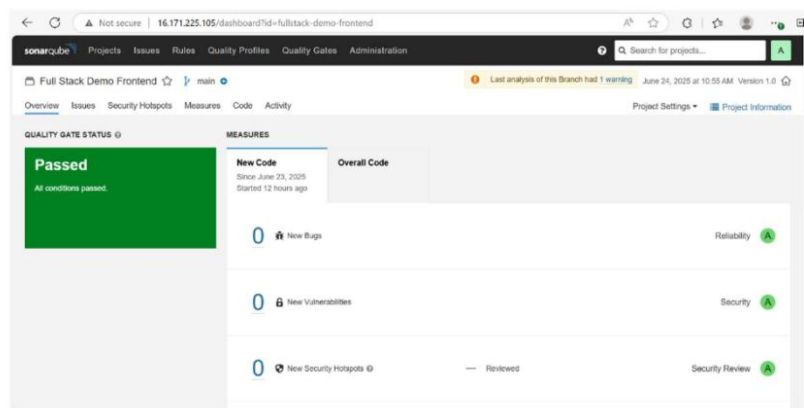 Not secure | 16.171.225.105/dashboard?id=fullstack-demo-frontend
sonarqube Projects Issues Rules Quality Profiles Quality Gates Administration Search for projects... A
Full Stack Demo Frontend main Last analysis of this Branch had 1 warning June 24, 2025 at 10:55 AM Version 1.0
Overview Issues Security Hotspots Measures Code Activity Project Settings Project Information
QUALITY GATE STATUS MEASURES
Passed
All conditions passed.
New Code Overall Code
Since June 23, 2025
Started 12 hours ago
0 New Bugs Reliability A
0 New Vulnerabilities Security A
0 New Security Hotspots — Reviewed Security Review A